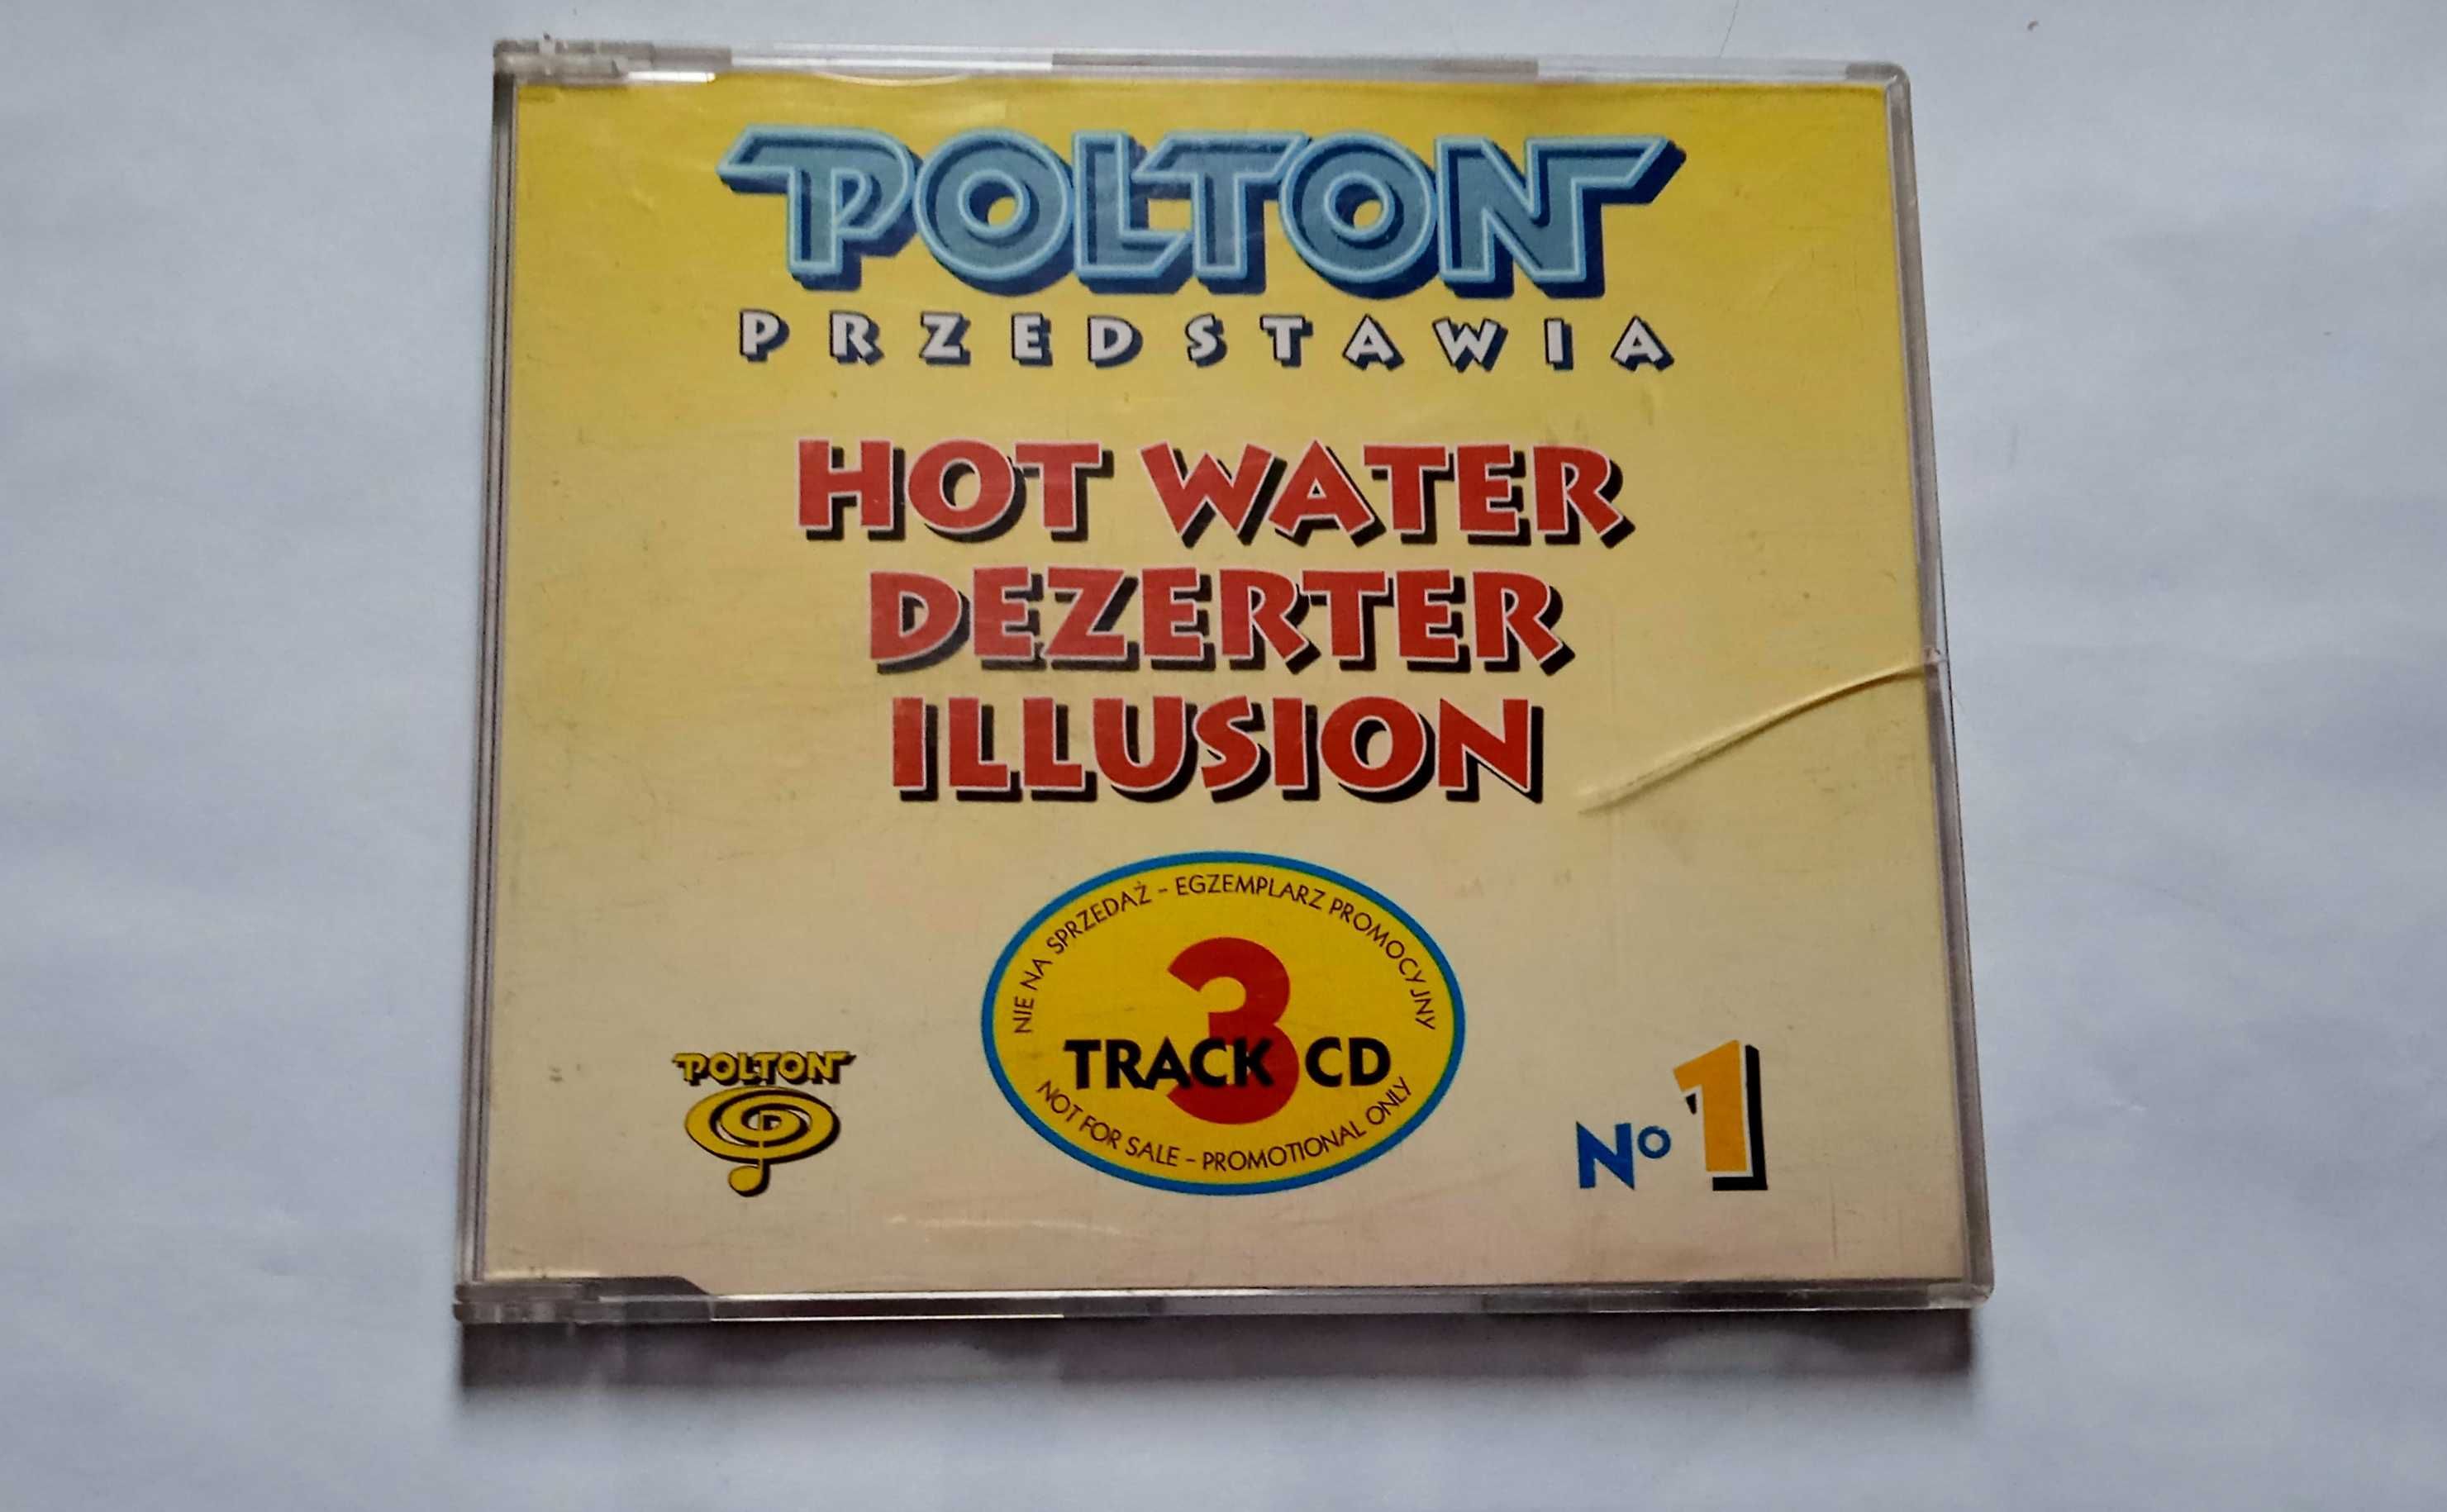 POLTON
PRZEDSTAWIA
HOT WATER
DEZERTER
ILLUSION
NIE NA SPRZEDAŻ - EGZEMPLARZ PROMOCYJNY
3
TRACK CD
NOT FOR SALE - PROMOTIONAL ONLY
POLTON
No 1